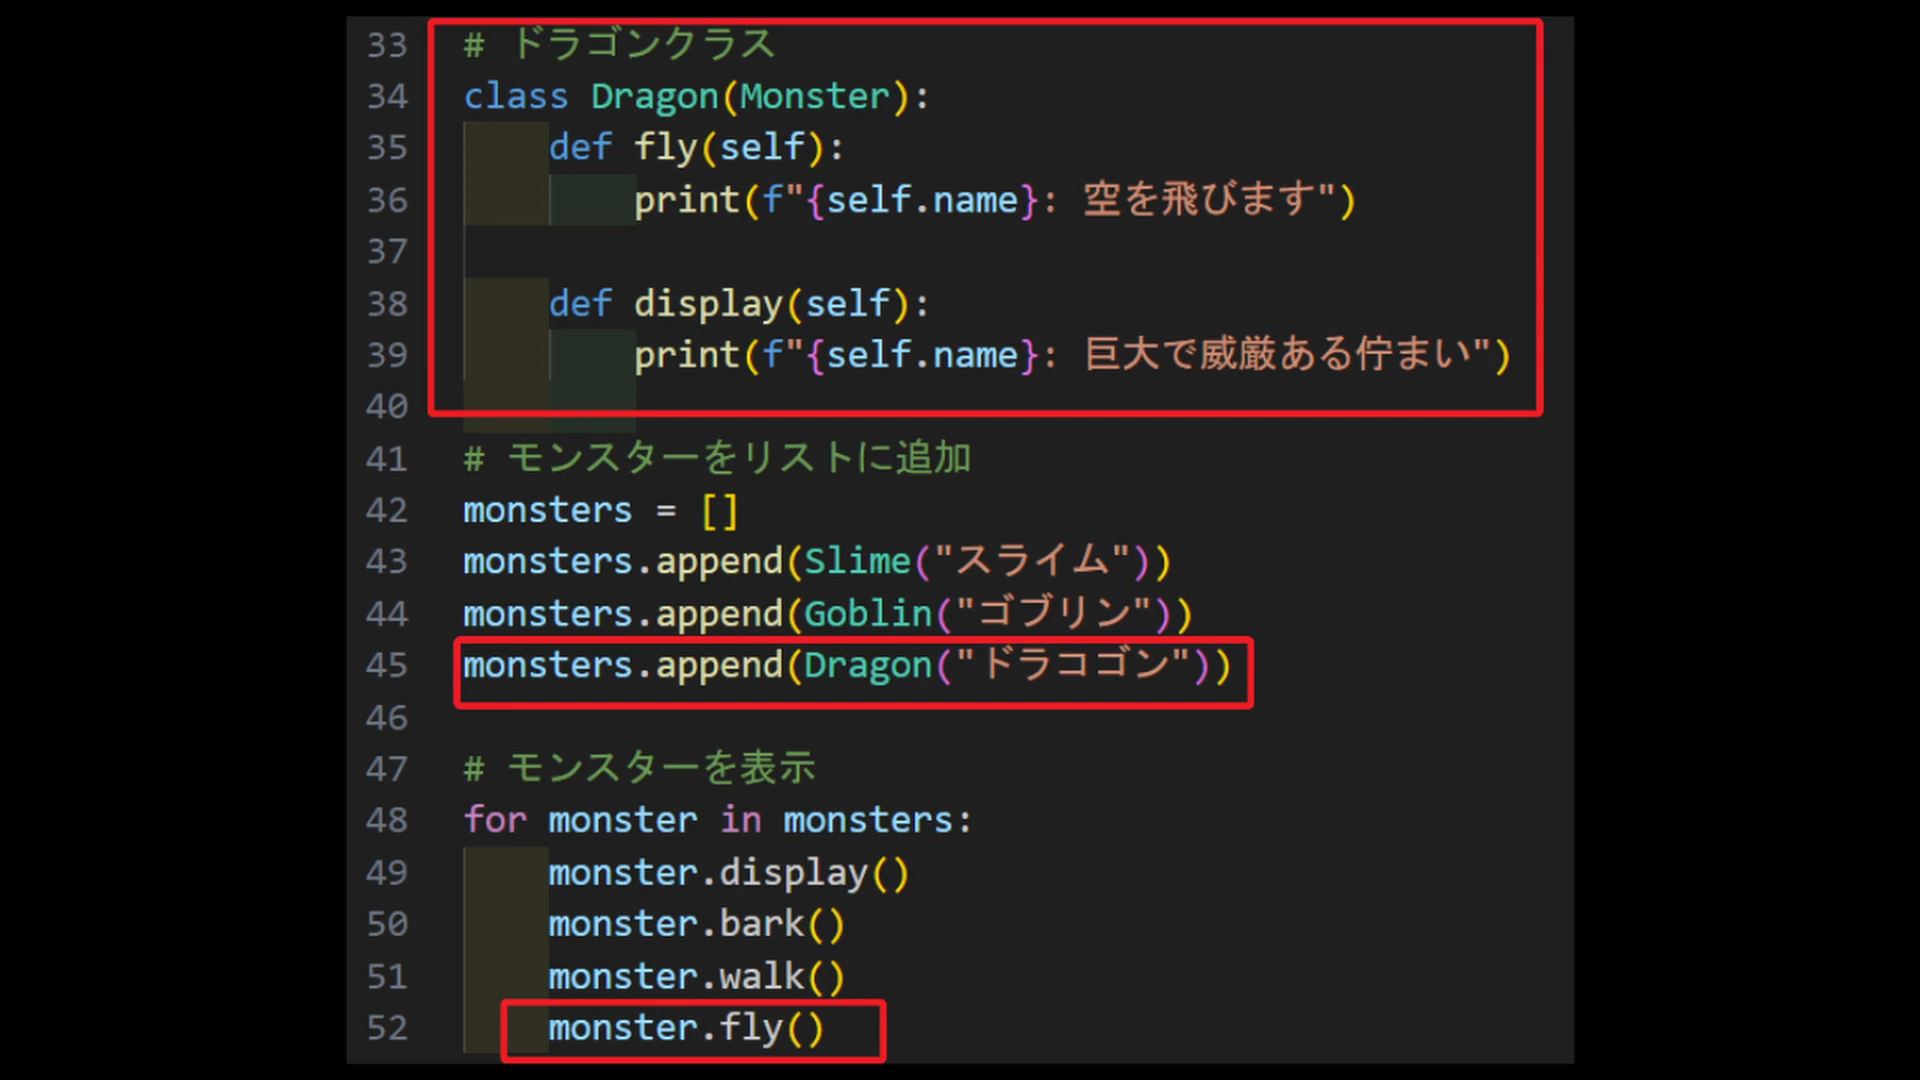 33 # ドラゴンクラス
34 class Dragon(Monster):
35     def fly(self):
36         print(f"{self.name}: 空を飛びます")
37
38     def display(self):
39         print(f"{self.name}: 巨大で威厳ある佇まい")
40
41 # モンスターをリストに追加
42 monsters = []
43 monsters.append(Slime("スライム"))
44 monsters.append(Goblin("ゴブリン"))
45 monsters.append(Dragon("ドラコゴン"))
46
47 # モンスターを表示
48 for monster in monsters:
49     monster.display()
50     monster.bark()
51     monster.walk()
52     monster.fly()